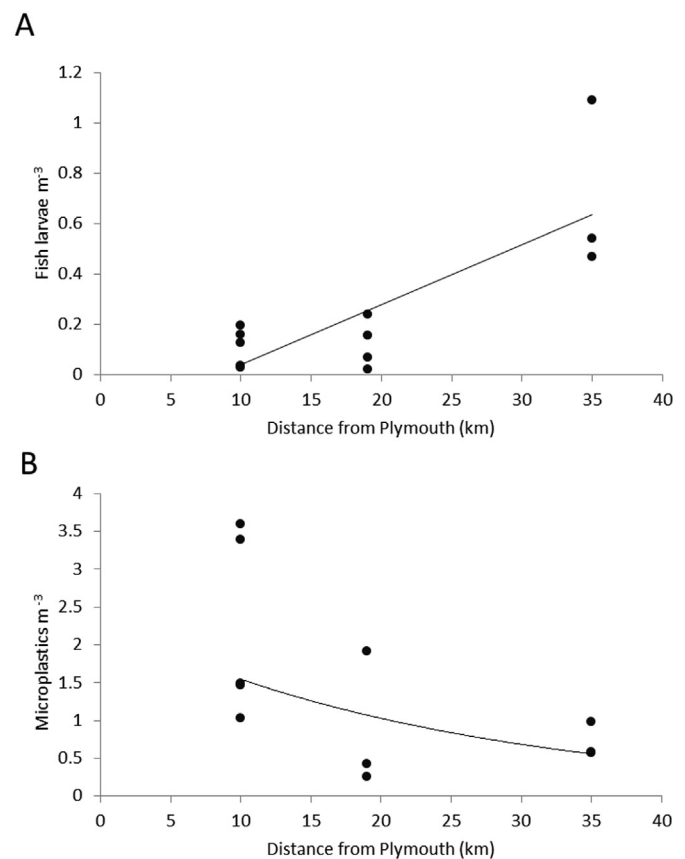 A
1.2
1
0.8
0.6
0.4
0.2
0
Fish larvae m⁻³
0 5 10 15 20 25 30 35 40
Distance from Plymouth (km)
B
4
3.5
3
2.5
2
1.5
1
0.5
0
Microplastics m⁻³
0 5 10 15 20 25 30 35 40
Distance from Plymouth (km)